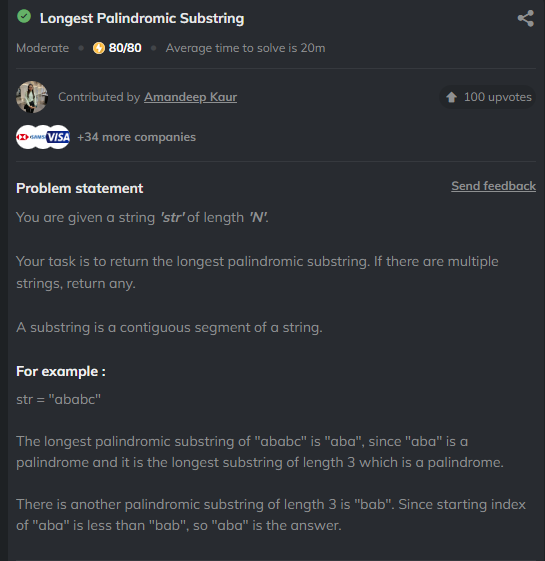 Longest Palindromic Substring
Moderate • 80/80 • Average time to solve is 20m
Contributed by Amandeep Kaur 100 upvotes
SAMS VISA +34 more companies
Problem statement Send feedback
You are given a string 'str' of length 'N'.
Your task is to return the longest palindromic substring. If there are multiple
strings, return any.
A substring is a contiguous segment of a string.
For example :
str = "ababc"
The longest palindromic substring of "ababc" is "aba", since "aba" is a
palindrome and it is the longest substring of length 3 which is a palindrome.
There is another palindromic substring of length 3 is "bab". Since starting index
of "aba" is less than "bab", so "aba" is the answer.